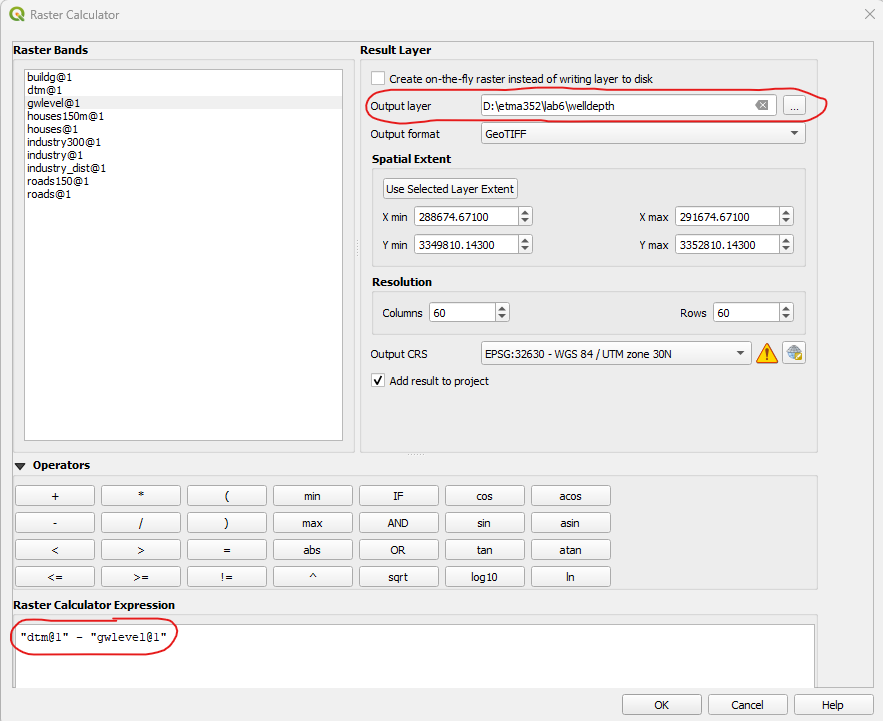 Raster Calculator
Raster Bands
buildg@1
dtm@1
gwlevel@1
houses150m@1
houses@1
industry300@1
industry@1
industry_dist@1
roads150@1
roads@1
Result Layer
Create on-the-fly raster instead of writing layer to disk
Output layer D:\etma352\lab6\welldepth ...
Output format GeoTIFF
Spatial Extent
Use Selected Layer Extent
X min 288674.67100 X max 291674.67100
Y min 3349810.14300 Y max 3352810.14300
Resolution
Columns 60 Rows 60
Output CRS EPSG:32630 - WGS 84 / UTM zone 30N
Add result to project
Operators
+ * ( min IF cos acos
- / ) max AND sin asin
< > = abs OR tan atan
<= >= != ^ sqrt log10 ln
Raster Calculator Expression
"dtm@1" - "gwlevel@1"
OK Cancel Help